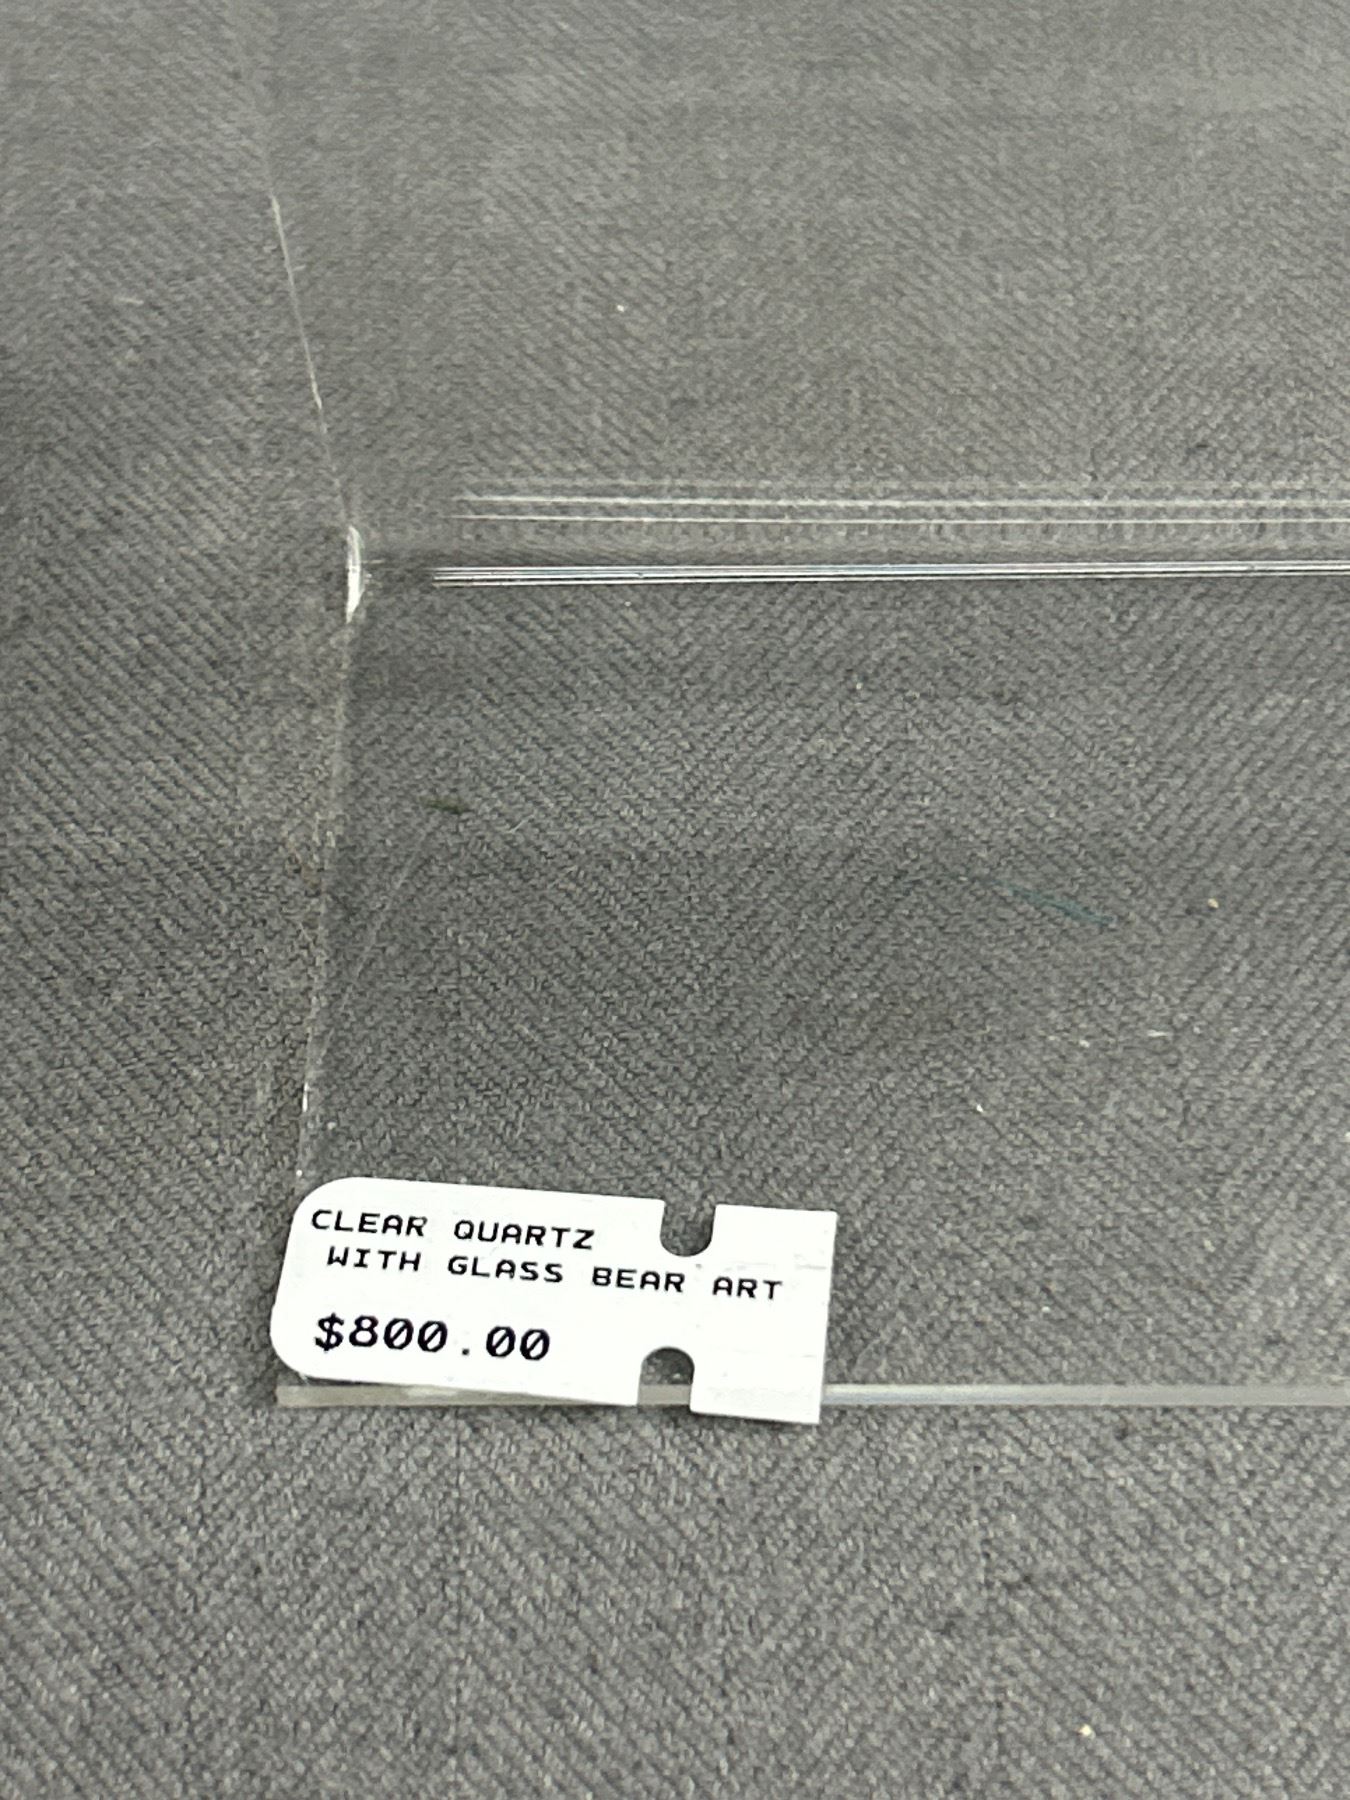 CLEAR QUARTZ
WITH GLASS BEAR ART
$800.00